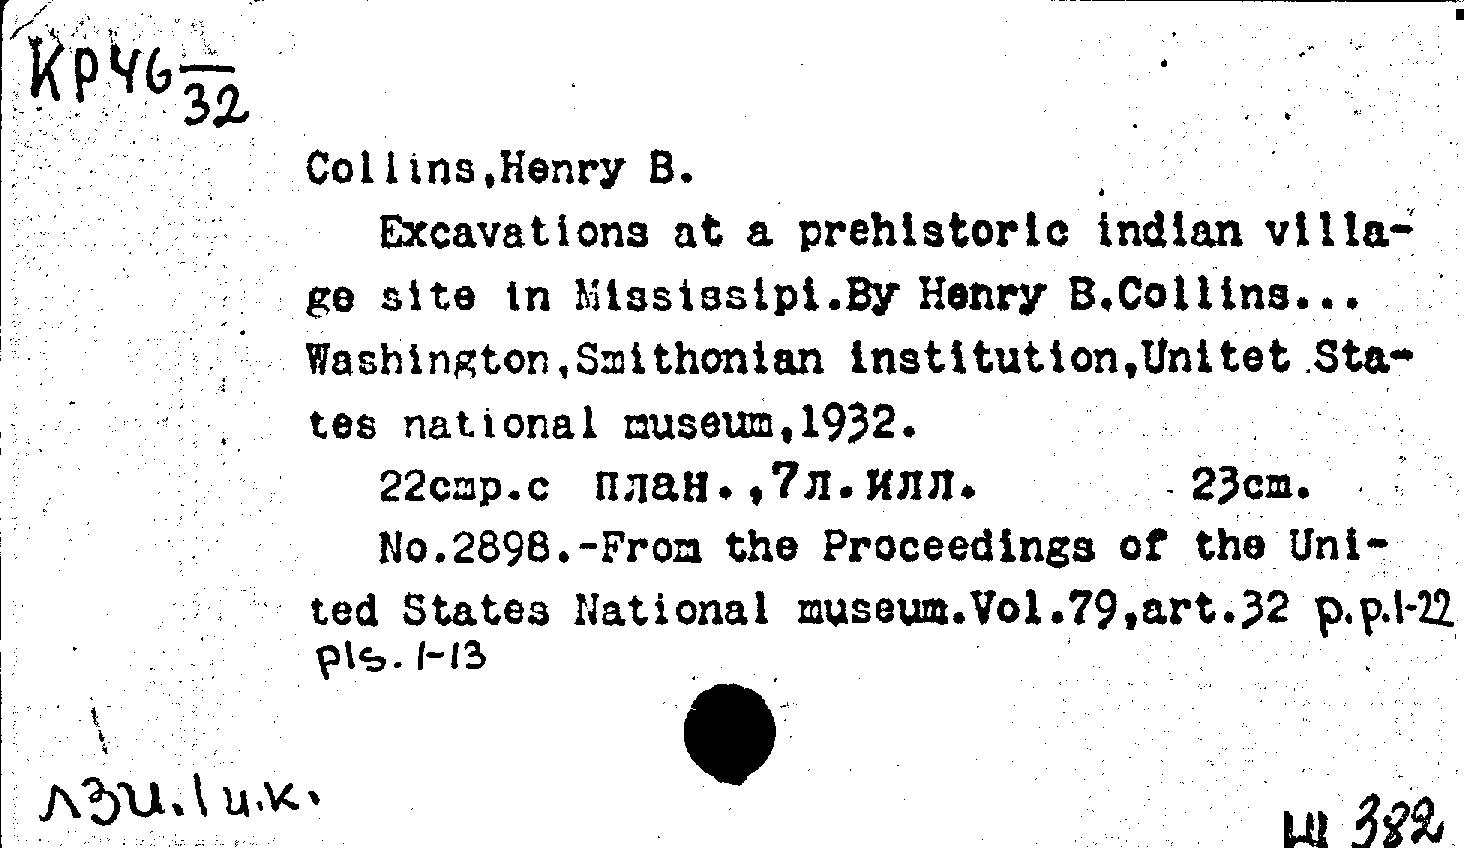 КР46 —
32
Collins,Henry B.
Excavations at a prehistoric indian villa-
ge site in Mississipi.By Henry B.Collins...
Washington,Smithonian institution,Unitet Sta-
tes national museum,1932.
22стр.с план.,7л.илл. 23cm.
No.2898.-From the Proceedings of the Uni-
ted States National museum.Vol.79,art.32 p.p.1-22
pls. 1-13
лзи.1 и.к.
Ш 382